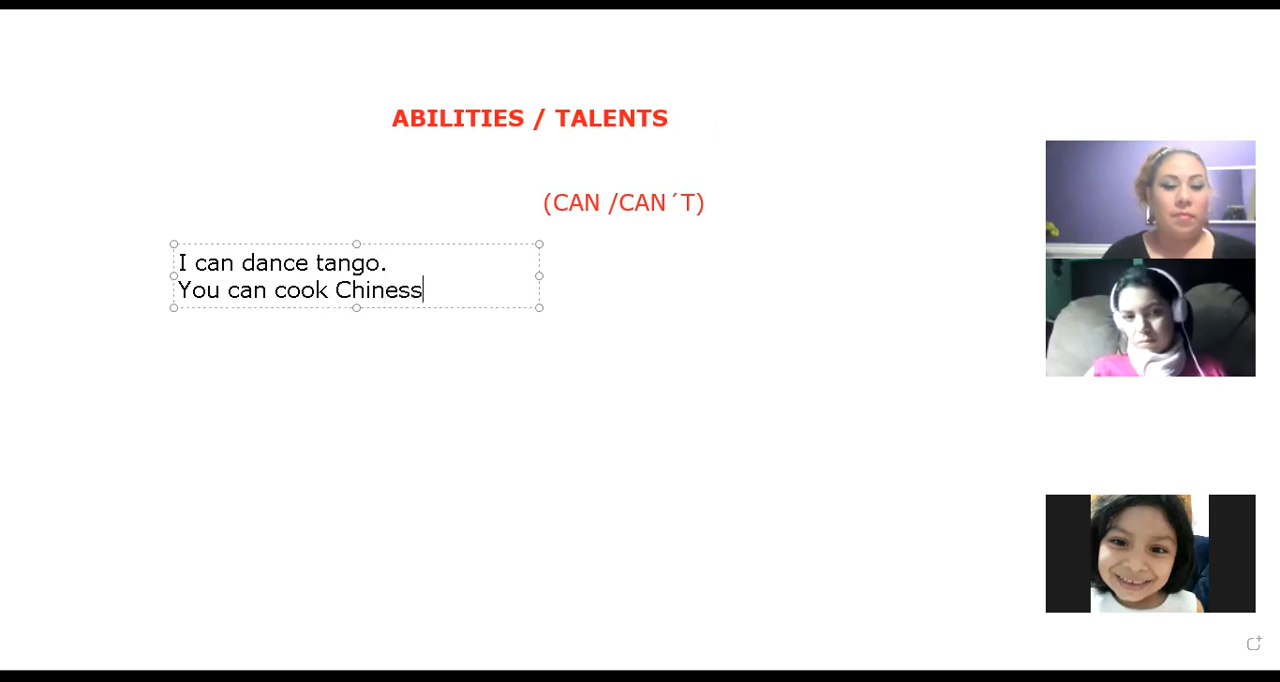 ABILITIES / TALENTS
(CAN /CAN´T)
I can dance tango.
You can cook Chiness